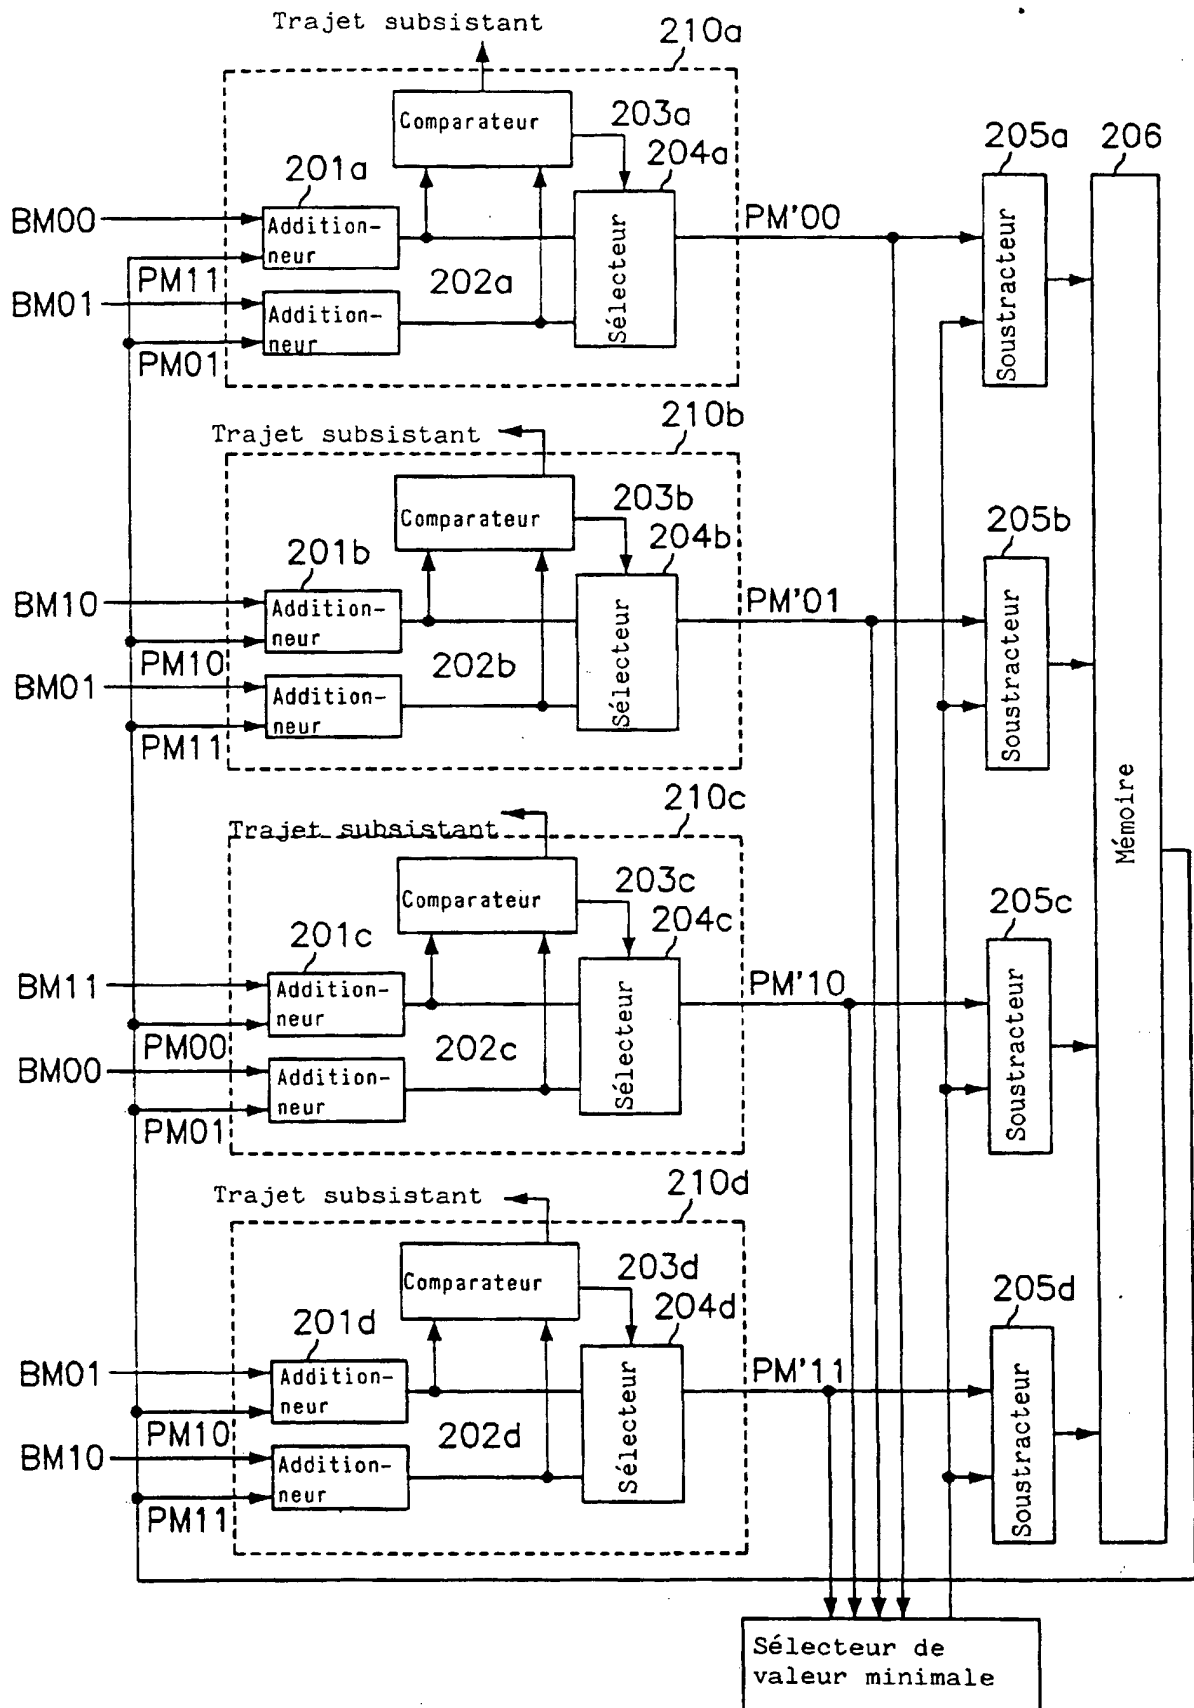 Trajet subsistant
210a
Comparateur
203a
204a
205a
206
201a
BM00
Addition-
neur
PM'00
PM11
202a
Sélecteur
Soustracteur
BM01
Addition-
neur
PM01
210b
Trajet subsistant
Comparateur
203b
204b
205b
201b
BM10
Addition-
neur
PM'01
PM10
202b
Sélecteur
Soustracteur
BM01
Addition-
neur
PM11
Mémoire
210c
Trajet subsistant
Comparateur
203c
204c
205c
201c
BM11
Addition-
neur
PM'10
PM00
202c
Sélecteur
Soustracteur
BM00
Addition-
neur
PM01
210d
Trajet subsistant
Comparateur
203d
204d
205d
201d
BM01
Addition-
neur
PM'11
PM10
202d
Sélecteur
Soustracteur
BM10
Addition-
neur
PM11
Sélecteur de
valeur minimale